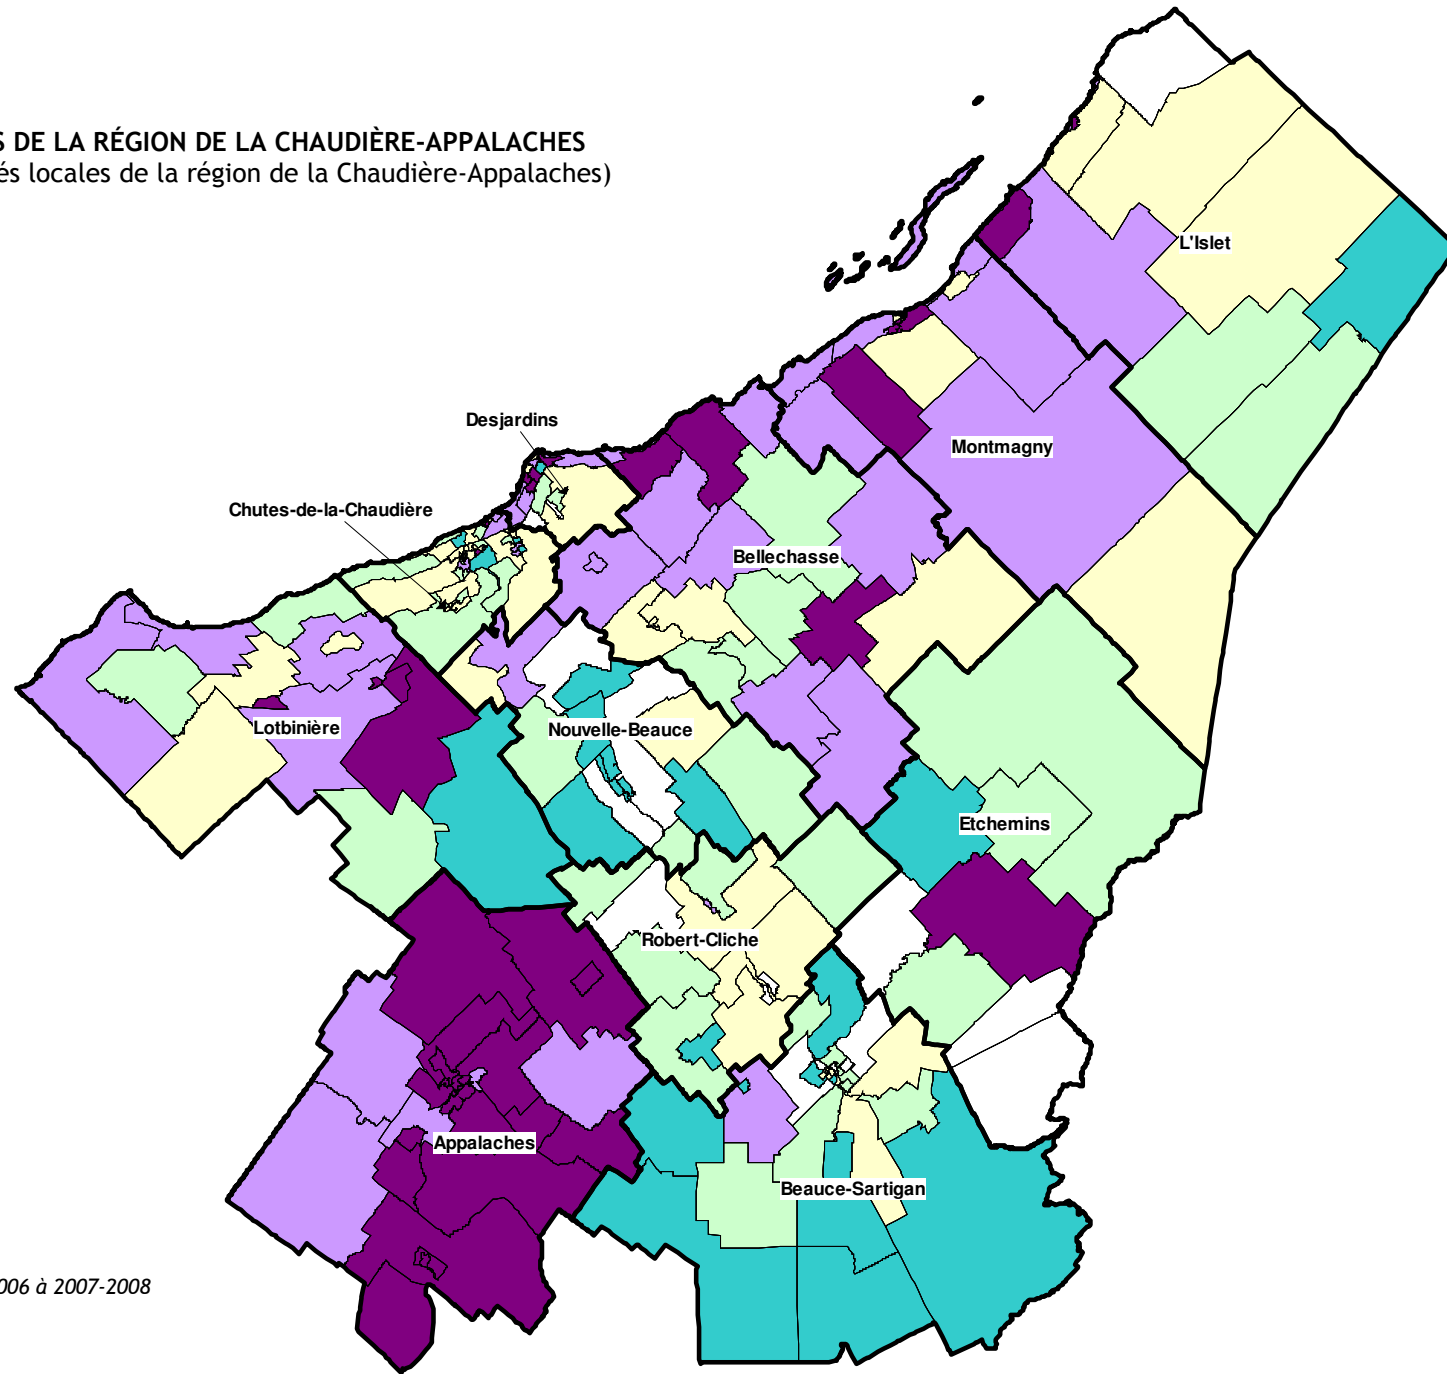 S DE LA RÉGION DE LA CHAUDIÈRE-APPALACHES
és locales de la région de la Chaudière-Appalaches)
L'Islet
Desjardins
Montmagny
Chutes-de-la-Chaudière
Bellechasse
Lotbinière
Nouvelle-Beauce
Etchemins
Robert-Cliche
Appalaches
Beauce-Sartigan
006 à 2007-2008